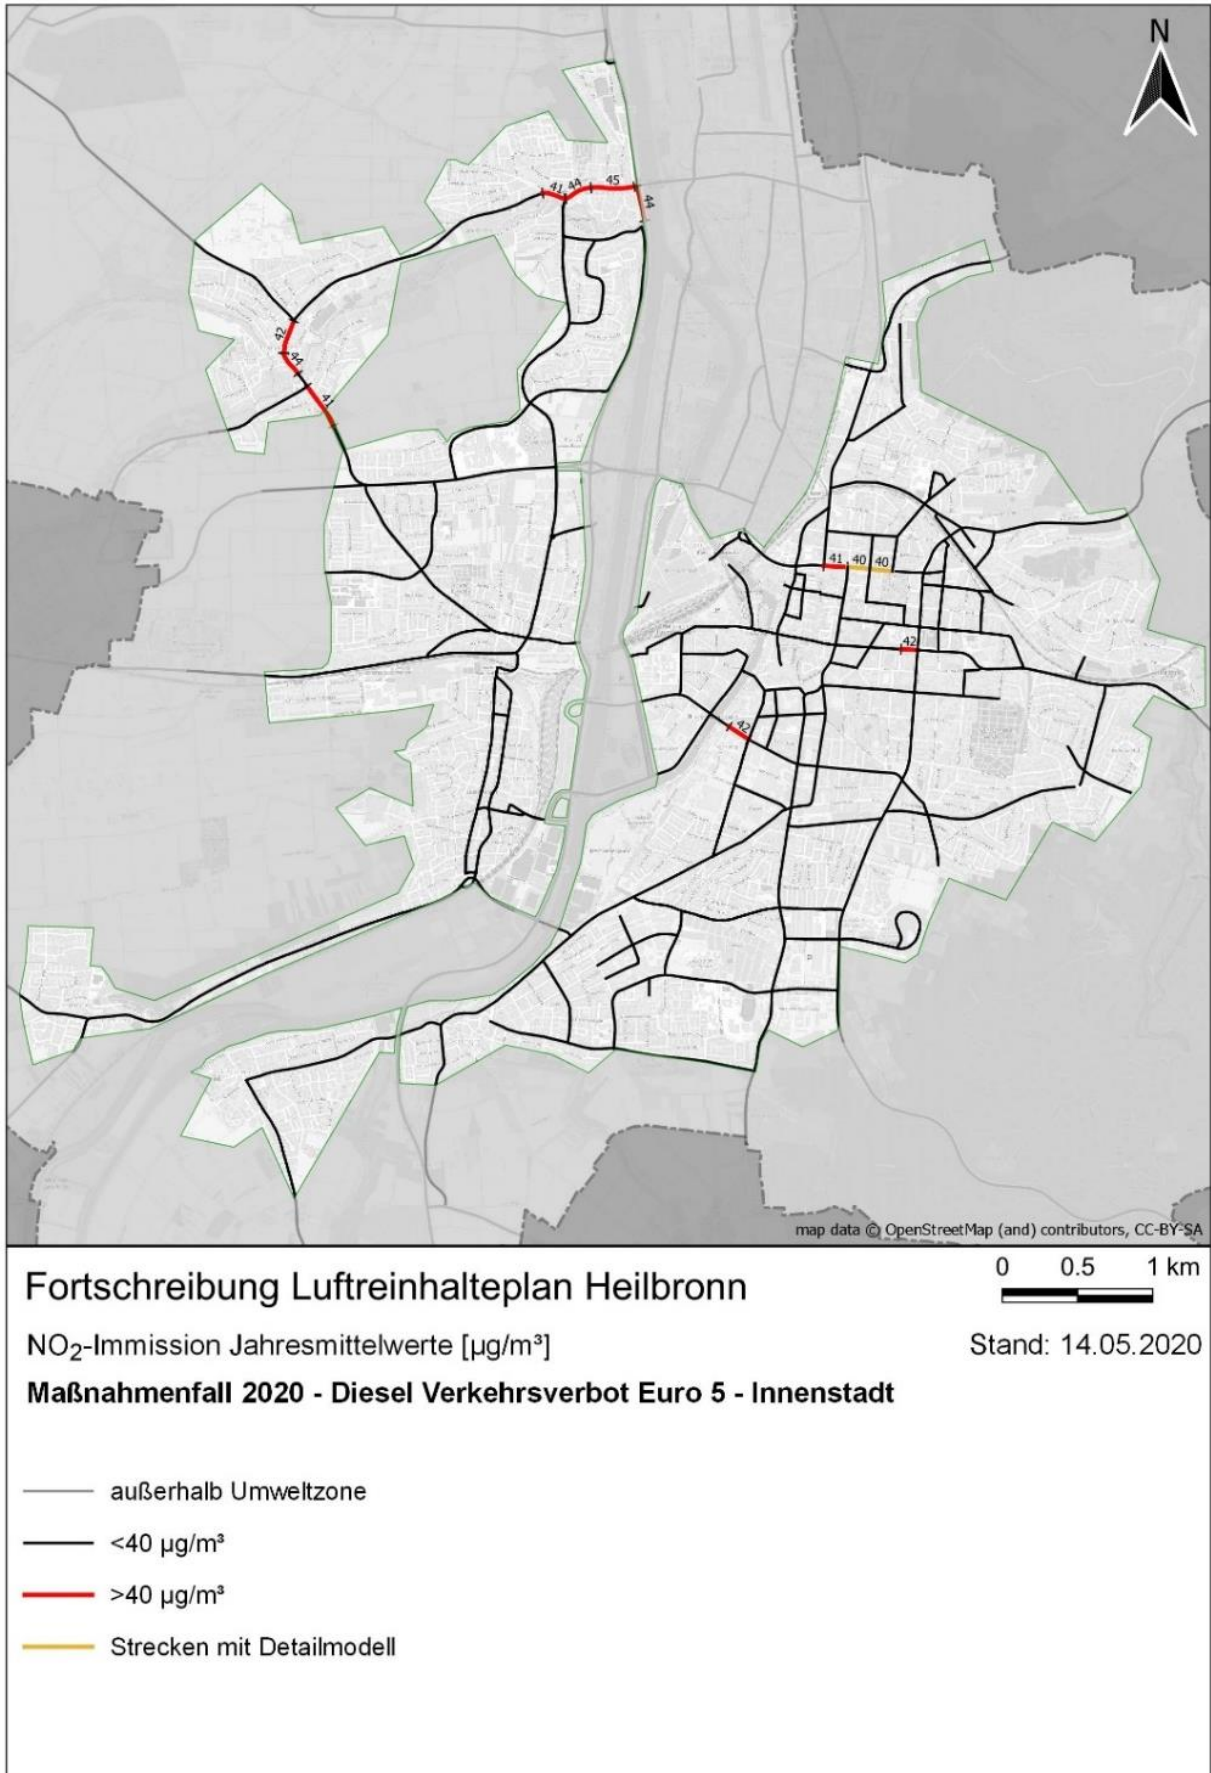 N
41
44
45
44
42
44
41
41
40
40
42
42
map data © OpenStreetMap (and) contributors, CC-BY-SA
Fortschreibung Luftreinhalteplan Heilbronn
0 0.5 1 km
NO₂-Immission Jahresmittelwerte [µg/m³]
Stand: 14.05.2020
Maßnahmenfall 2020 - Diesel Verkehrsverbot Euro 5 - Innenstadt
außerhalb Umweltzone
<40 µg/m³
>40 µg/m³
Strecken mit Detailmodell